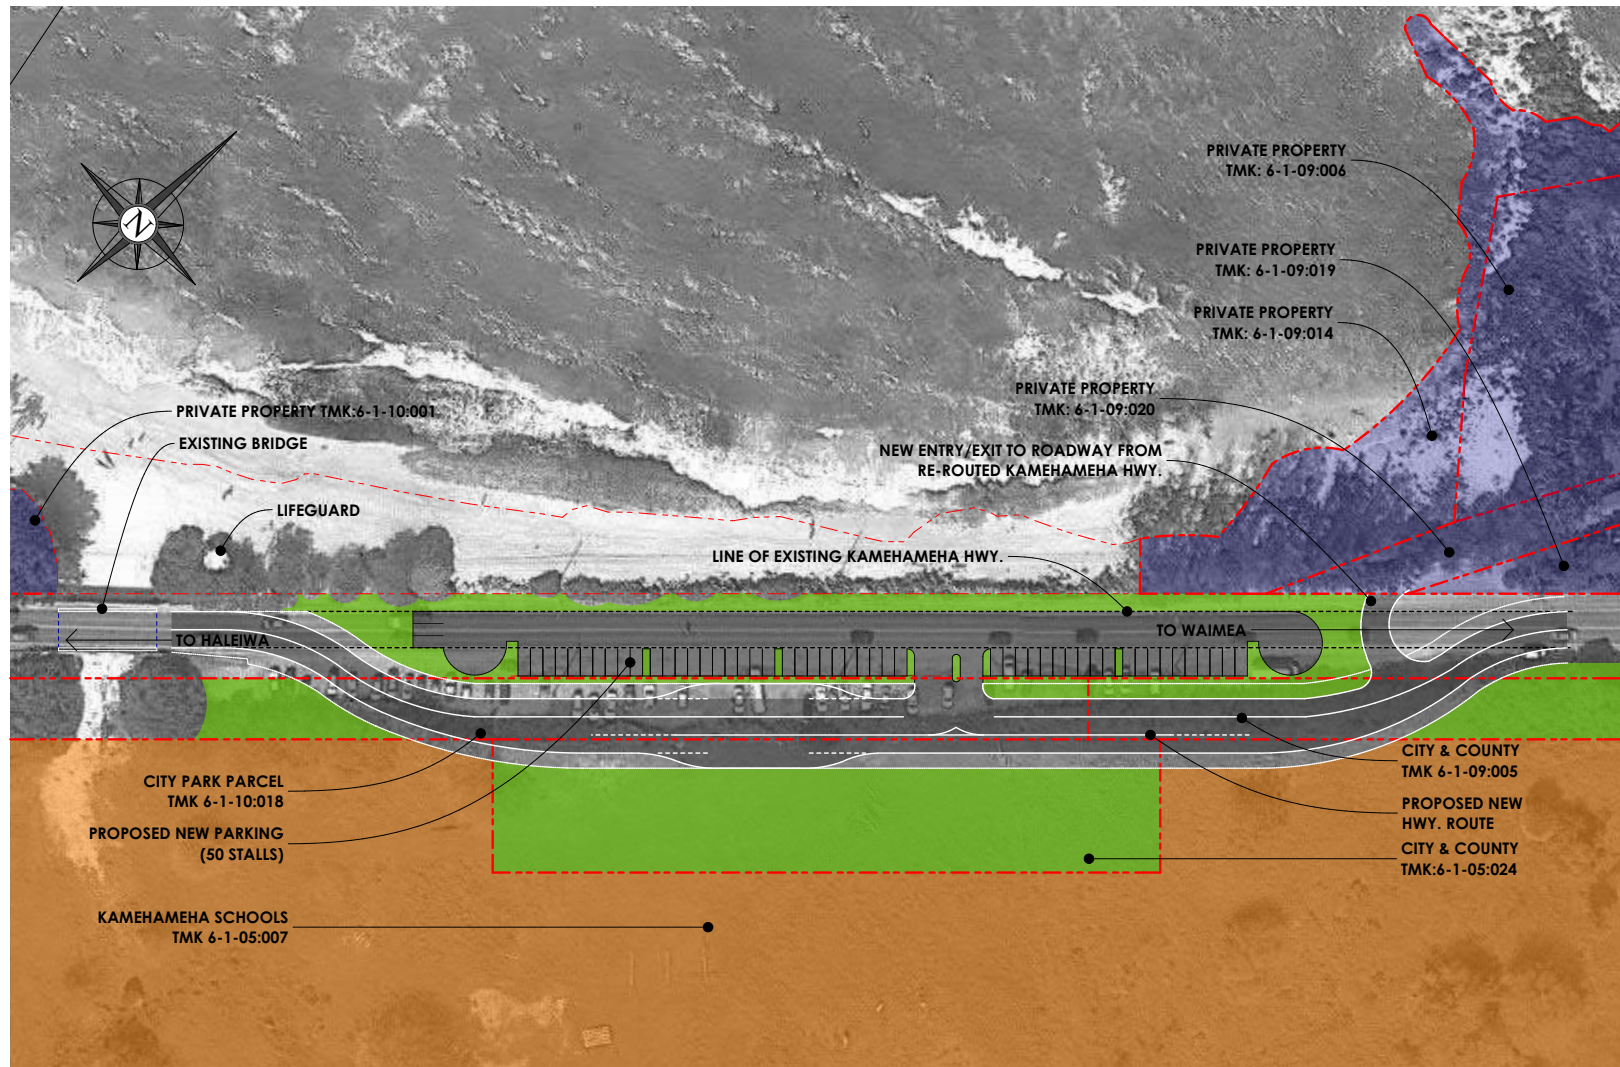 N
PRIVATE PROPERTY
TMK: 6-1-09:006
PRIVATE PROPERTY
TMK: 6-1-09:019
PRIVATE PROPERTY
TMK: 6-1-09:014
PRIVATE PROPERTY
TMK: 6-1-09:020
PRIVATE PROPERTY TMK:6-1-10:001
EXISTING BRIDGE
NEW ENTRY/EXIT TO ROADWAY FROM
RE-ROUTED KAMEHAMEHA HWY.
LIFEGUARD
LINE OF EXISTING KAMEHAMEHA HWY.
TO HALEIWA
TO WAIMEA
CITY PARK PARCEL
TMK 6-1-10:018
PROPOSED NEW PARKING
(50 STALLS)
CITY & COUNTY
TMK 6-1-09:005
PROPOSED NEW
HWY. ROUTE
CITY & COUNTY
TMK:6-1-05:024
KAMEHAMEHA SCHOOLS
TMK 6-1-05:007